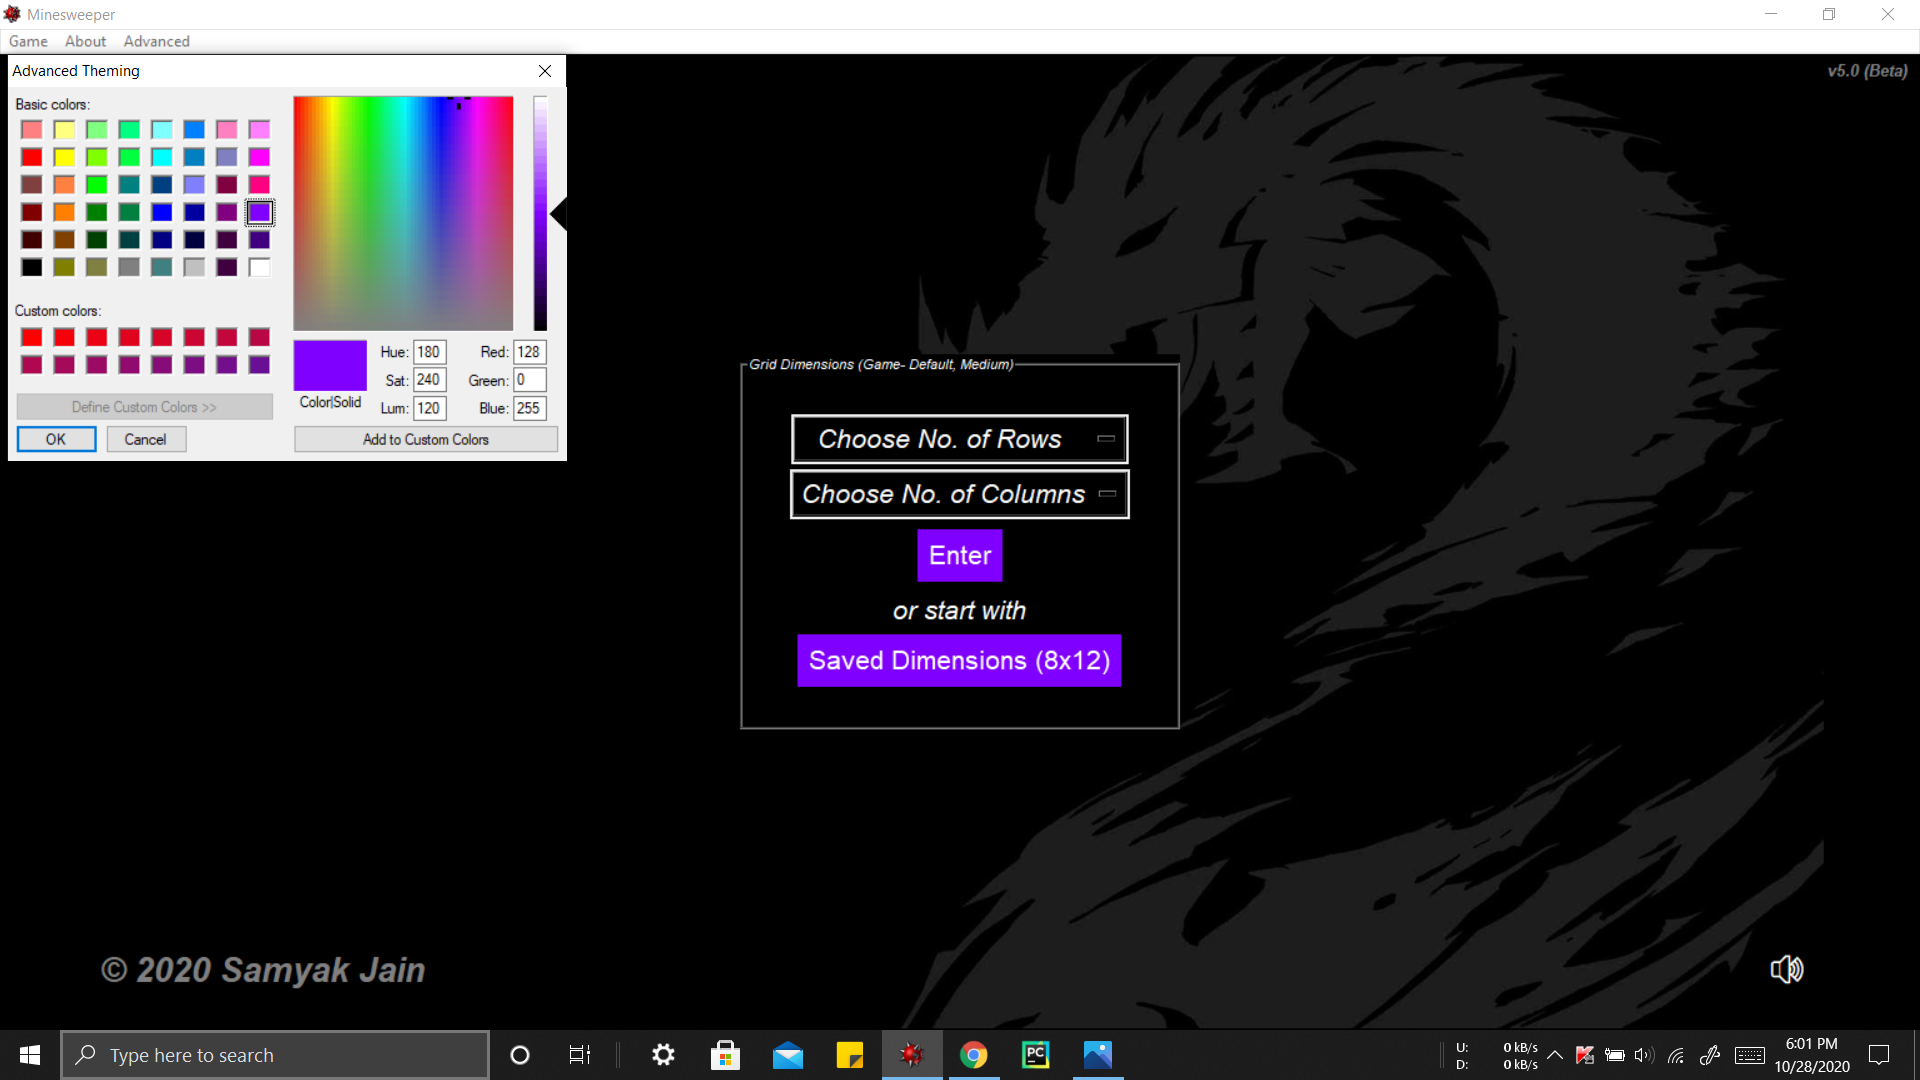 Minesweeper
Game About Advanced
Advanced Theming
v5.0 (Beta)
Basic colors:
Custom colors:
Define Custom Colors >>
OK Cancel
Hue: 180 Red: 128
Sat: 240 Green: 0
Color|Solid
Lum: 120 Blue: 255
Add to Custom Colors
Grid Dimensions (Game- Default, Medium)
Choose No. of Rows
Choose No. of Columns
Enter
or start with
Saved Dimensions (8x12)
© 2020 Samyak Jain
Type here to search
PC
U: 0 kB/s
D: 0 kB/s
6:01 PM
10/28/2020